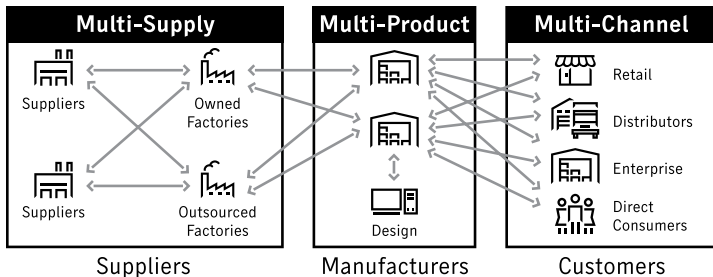 Multi-Supply
Suppliers
Owned
Factories
Suppliers
Outsourced
Factories
Suppliers
Multi-Product
Design
Manufacturers
Multi-Channel
Retail
Distributors
Enterprise
Direct
Consumers
Customers